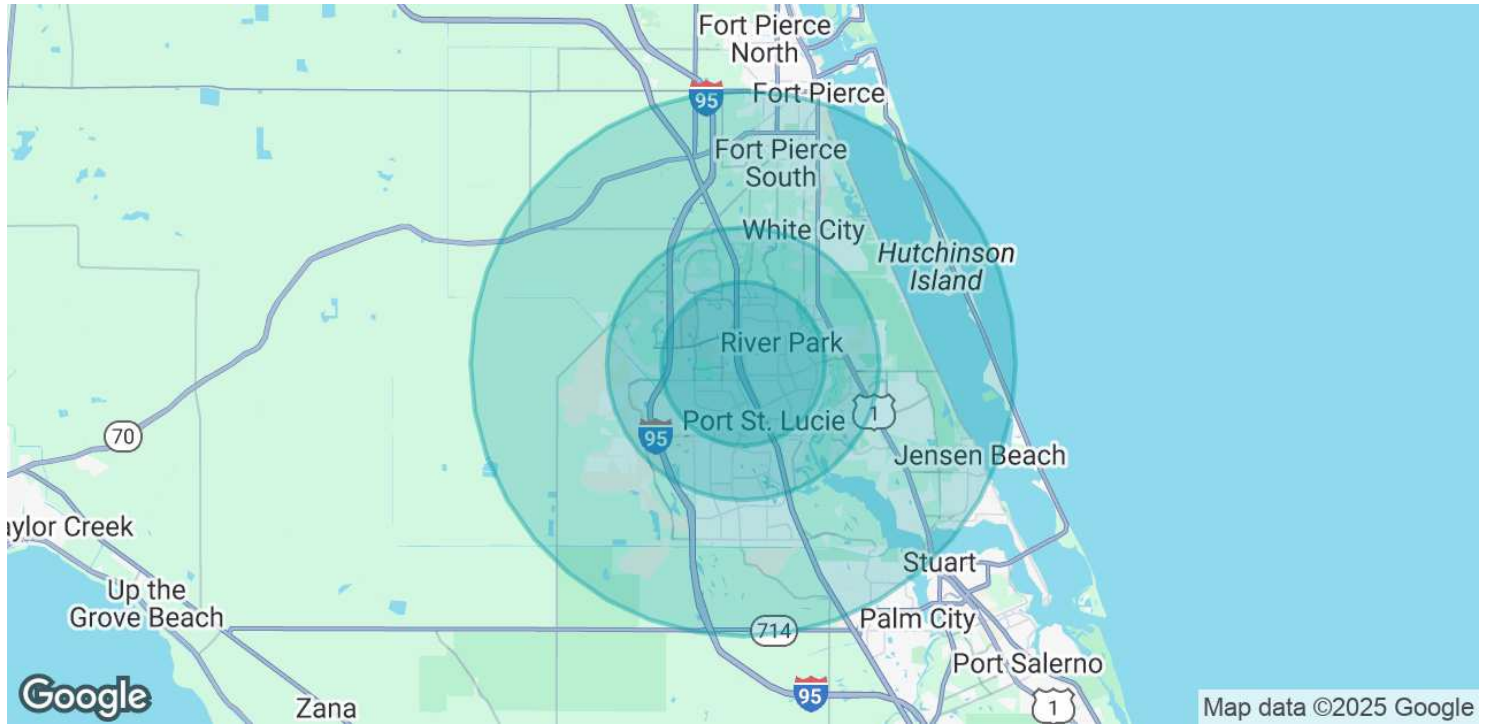 Fort Pierce
North
95
Fort Pierce
Fort Pierce
South
White City
Hutchinson
Island
River Park
1
Port St. Lucie
70
95
Jensen Beach
aylor Creek
Stuart
Up the
Grove Beach
Palm City
714
Port Salerno
Google
95
Zana
1
Map data ©2025 Google